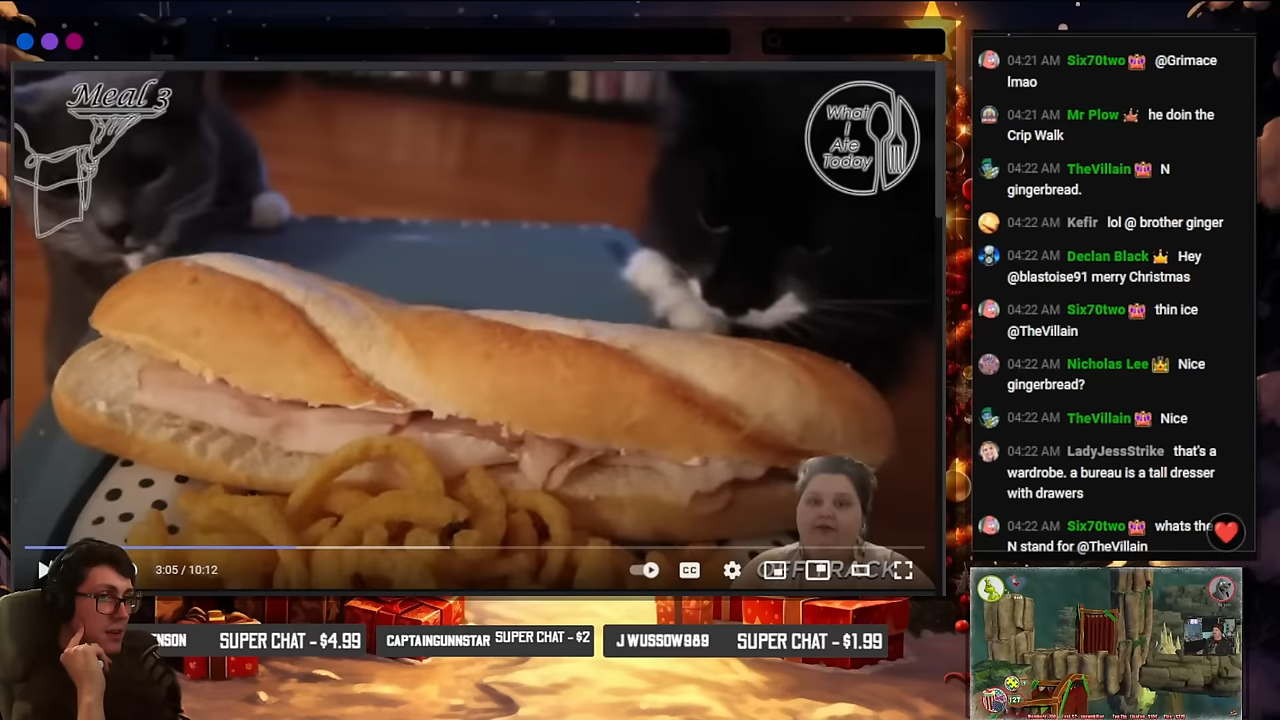 Meal 3
What
I
Ate
Today
3:05 / 10:12
CC
OFF TRACK
NSON SUPER CHAT - $4.99
CAPTAINGUNNSTAR SUPER CHAT - $2
J WUSSOW989 SUPER CHAT - $1.99
04:21 AM Six70two @Grimace
lmao
04:21 AM Mr Plow he doin the
Crip Walk
04:22 AM TheVillain N
gingerbread.
04:22 AM Kefir lol @ brother ginger
04:22 AM Declan Black Hey
@blastoise91 merry Christmas
04:22 AM Six70two thin ice
@TheVillain
04:22 AM Nicholas Lee Nice
gingerbread?
04:22 AM TheVillain Nice
04:22 AM LadyJessStrike that's a
wardrobe. a bureau is a tall dresser
with drawers
04:22 AM Six70two whats the
N stand for @TheVillain
127